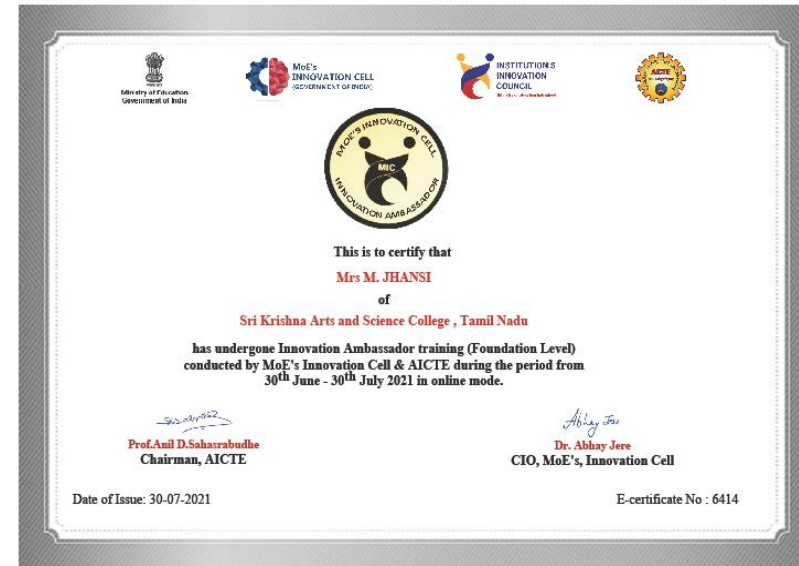 Ministry of Education
Government of India
MoE's
INNOVATION CELL
(GOVERNMENT OF INDIA)
INSTITUTION'S
INNOVATION
COUNCIL
AICTE
MOE'S INNOVATION CELL
MIC
INNOVATION AMBASSADOR
This is to certify that
Mrs M. JHANSI
of
Sri Krishna Arts and Science College , Tamil Nadu
has undergone Innovation Ambassador training (Foundation Level)
conducted by MoE's Innovation Cell & AICTE during the period from
30th June - 30th July 2021 in online mode.
Abhay Jere
Prof.Anil D.Sahasrabudhe
Chairman, AICTE
Dr. Abhay Jere
CIO, MoE's, Innovation Cell
Date of Issue: 30-07-2021
E-certificate No : 6414